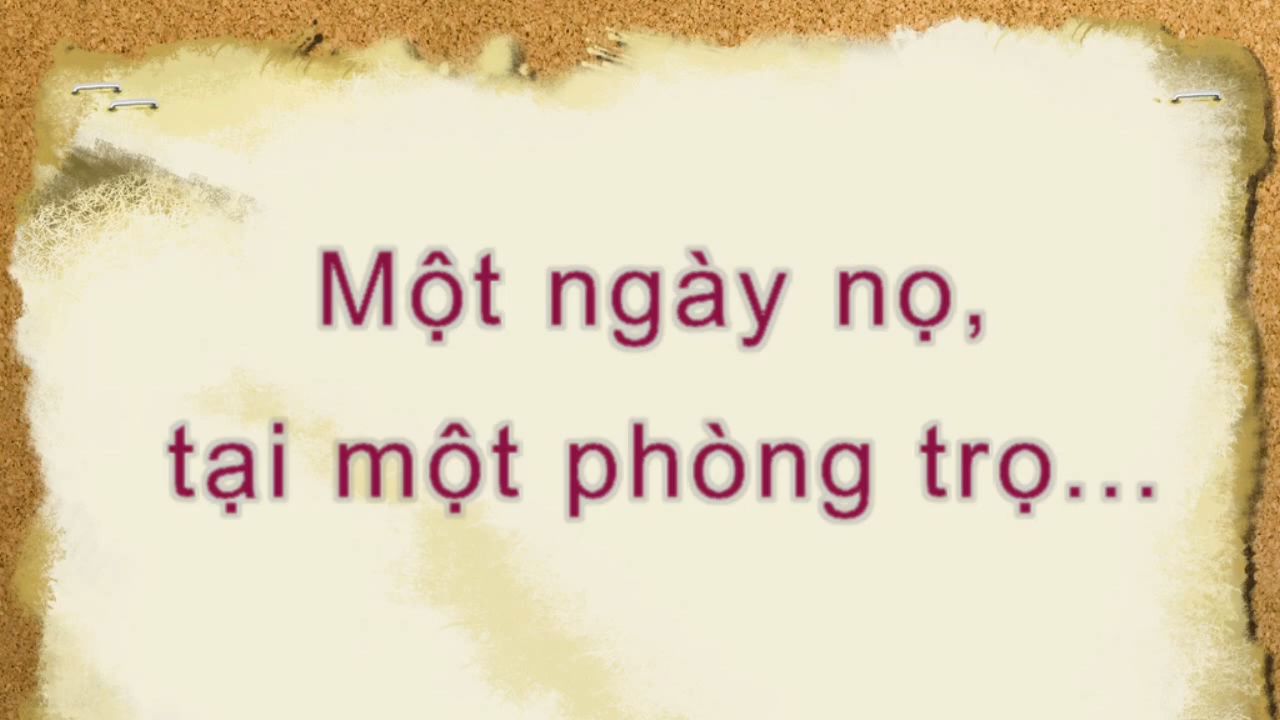 Một ngày nọ,
tại một phòng trọ...